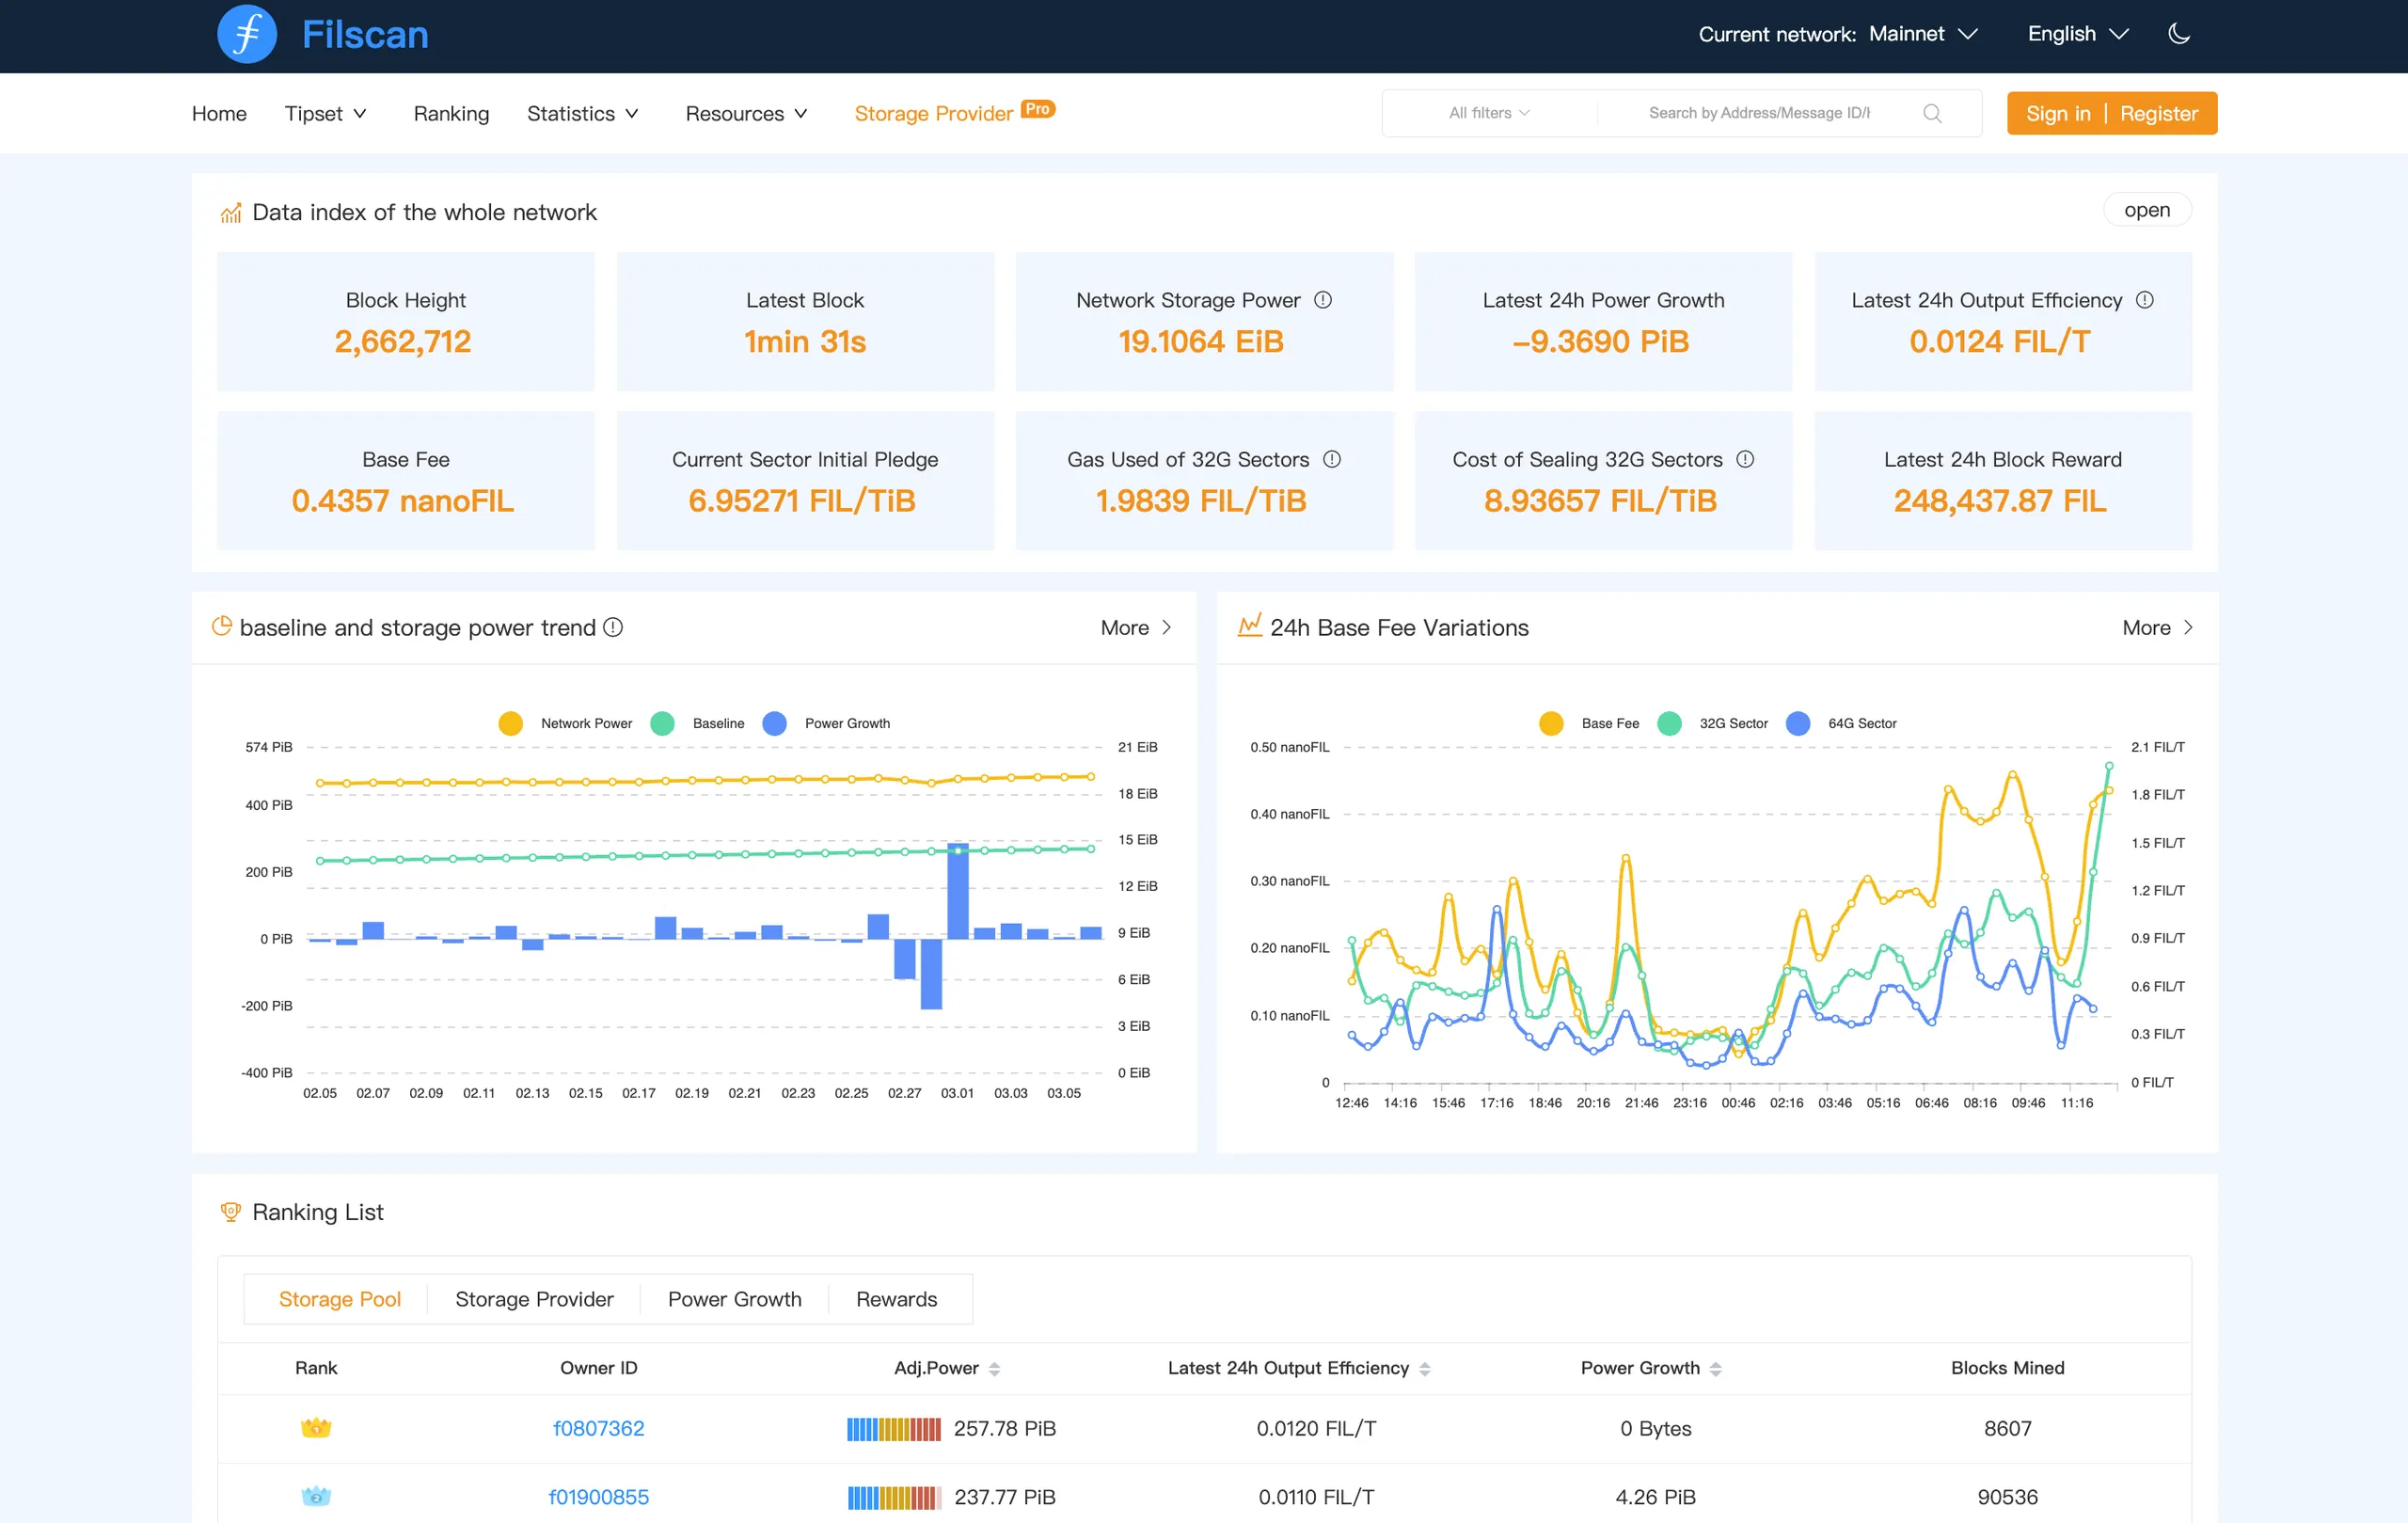 Filscan
Current network: Mainnet English
Home Tipset Ranking Statistics Resources Storage Provider Pro All filters Search by Address/Message ID/ Sign in | Register
Data index of the whole network open
Block Height Latest Block Network Storage Power Latest 24h Power Growth Latest 24h Output Efficiency
2,662,712 1min 31s 19.1064 EiB -9.3690 PiB 0.0124 FIL/T
Base Fee Current Sector Initial Pledge Gas Used of 32G Sectors Cost of Sealing 32G Sectors Latest 24h Block Reward
0.4357 nanoFIL 6.95271 FIL/TiB 1.9839 FIL/TiB 8.93657 FIL/TiB 248,437.87 FIL
baseline and storage power trend More
Network Power Baseline Power Growth
574 PiB
400 PiB
200 PiB
0 PiB
-200 PiB
-400 PiB
21 EiB
18 EiB
15 EiB
12 EiB
9 EiB
6 EiB
3 EiB
0 EiB
02.05 02.07 02.09 02.11 02.13 02.15 02.17 02.19 02.21 02.23 02.25 02.27 03.01 03.03 03.05
24h Base Fee Variations More
Base Fee 32G Sector 64G Sector
0.50 nanoFIL
0.40 nanoFIL
0.30 nanoFIL
0.20 nanoFIL
0.10 nanoFIL
0
2.1 FIL/T
1.8 FIL/T
1.5 FIL/T
1.2 FIL/T
0.9 FIL/T
0.6 FIL/T
0.3 FIL/T
0 FIL/T
12:46 14:16 15:46 17:16 18:46 20:16 21:46 23:16 00:46 02:16 03:46 05:16 06:46 08:16 09:46 11:16
Ranking List
Storage Pool Storage Provider Power Growth Rewards
Rank Owner ID Adj.Power Latest 24h Output Efficiency Power Growth Blocks Mined
1 f0807362 257.78 PiB 0.0120 FIL/T 0 Bytes 8607
2 f01900855 237.77 PiB 0.0110 FIL/T 4.26 PiB 90536